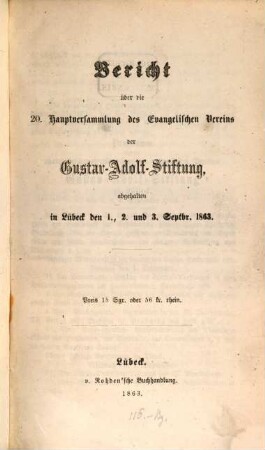 Bericht
über die
20. Hauptversammlung des Evangelischen Vereins
der
Gustav-Adolf-Stiftung,
abgehalten
in Lübeck den 1., 2. und 3. Septbr. 1863.
Preis 15 Sgr. oder 56 kr. rhein.
Lübeck.
v. Rohden'sche Buchhandlung.
1863.